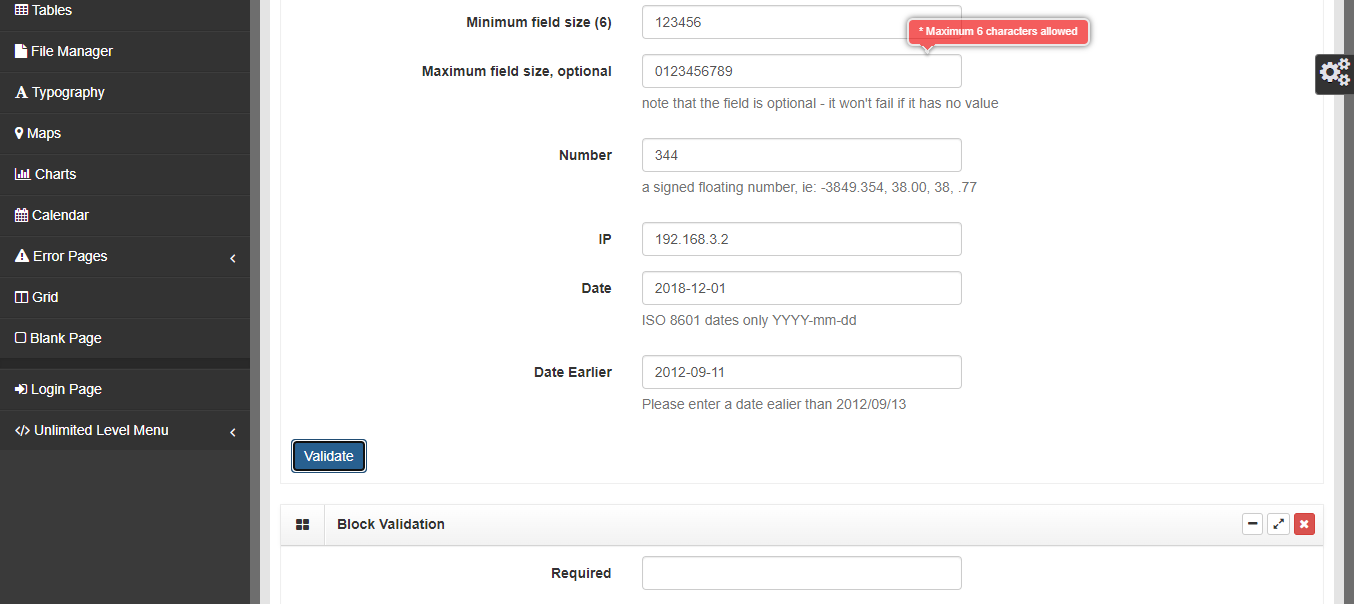 Tables
File Manager
Typography
Maps
Charts
Calendar
Error Pages
Grid
Blank Page
Login Page
Unlimited Level Menu
Minimum field size (6)
123456
* Maximum 6 characters allowed
Maximum field size, optional
0123456789
note that the field is optional - it won't fail if it has no value
Number
344
a signed floating number, ie: -3849.354, 38.00, 38, .77
IP
192.168.3.2
Date
2018-12-01
ISO 8601 dates only YYYY-mm-dd
Date Earlier
2012-09-11
Please enter a date ealier than 2012/09/13
Validate
Block Validation
Required